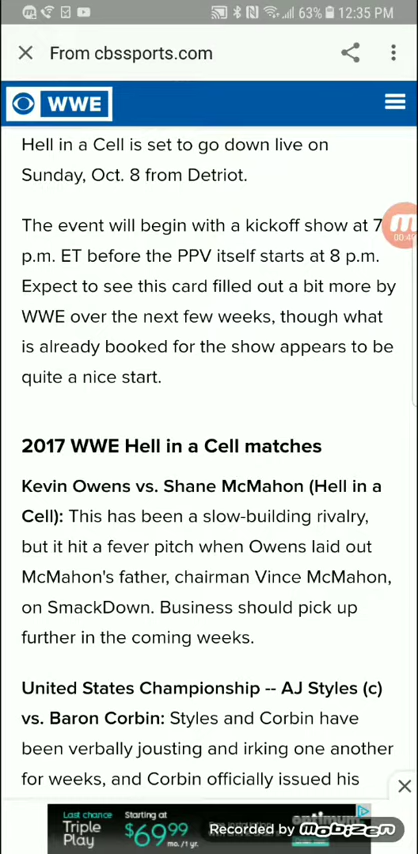 63% 12:35 PM
From cbssports.com
WWE
Hell in a Cell is set to go down live on
Sunday, Oct. 8 from Detriot.
The event will begin with a kickoff show at 7
p.m. ET before the PPV itself starts at 8 p.m.
Expect to see this card filled out a bit more by
WWE over the next few weeks, though what
is already booked for the show appears to be
quite a nice start.
2017 WWE Hell in a Cell matches
Kevin Owens vs. Shane McMahon (Hell in a
Cell): This has been a slow-building rivalry,
but it hit a fever pitch when Owens laid out
McMahon's father, chairman Vince McMahon,
on SmackDown. Business should pick up
further in the coming weeks.
United States Championship -- AJ Styles (c)
vs. Baron Corbin: Styles and Corbin have
been verbally jousting and irking one another
for weeks, and Corbin officially issued his
Last chance
Triple
Play
Starting at
$69.99
mo./1 yr.
optimum
Recorded by mobizen